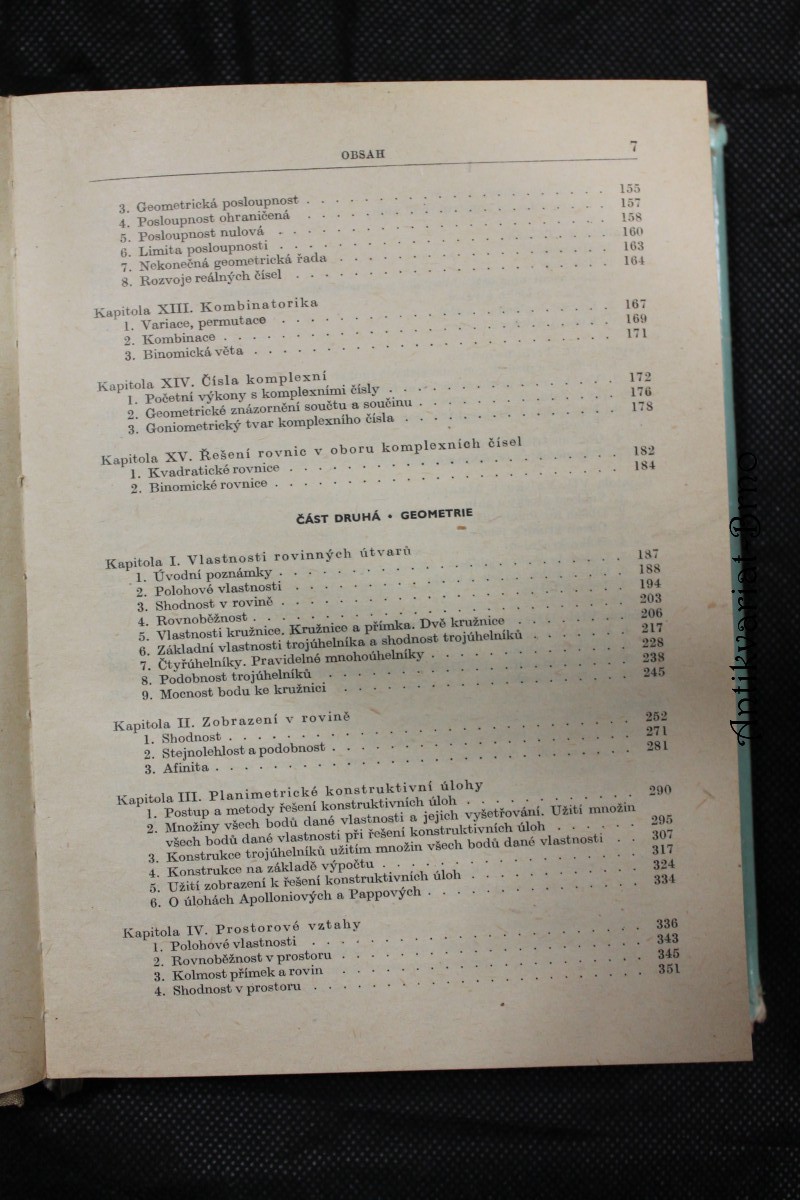 OBSAH 7
3. Geometrická posloupnost . . . 155
4. Posloupnost ohraničená . . . 157
5. Posloupnost nulová . . . 158
6. Limita posloupnosti . . . 160
7. Nekonečná geometrická řada . . . 163
8. Rozvoje reálných čísel . . . 164
Kapitola XIII. Kombinatorika
1. Variace, permutace . . . 167
2. Kombinace . . . 169
3. Binomická věta . . . 171
Kapitola XIV. Čísla komplexní
1. Početní výkony s komplexními čísly . . . 172
2. Geometrické znázornění součtu a součinu . . . 176
3. Goniometrický tvar komplexního čísla . . . 178
Kapitola XV. Řešení rovnic v oboru komplexních čísel
1. Kvadratické rovnice . . . 182
2. Binomické rovnice . . . 184
ČÁST DRUHÁ • GEOMETRIE
Kapitola I. Vlastnosti rovinných útvarů
1. Úvodní poznámky . . . 187
2. Polohové vlastnosti . . . 188
3. Shodnost v rovině . . . 194
4. Rovnoběžnost . . . 203
5. Vlastnosti kružnice. Kružnice a přímka. Dvě kružnice . . . 206
6. Základní vlastnosti trojúhelníka a shodnost trojúhelníků . . . 217
7. Čtyřúhelníky. Pravidelné mnohoúhelníky . . . 228
8. Podobnost trojúhelníků . . . 238
9. Mocnost bodu ke kružnici . . . 245
Kapitola II. Zobrazení v rovině
1. Shodnost . . . 252
2. Stejnolehlost a podobnost . . . 271
3. Afinita . . . 281
Kapitola III. Planimetrické konstruktivní úlohy
1. Postup a metody řešení konstruktivních úloh . . . 290
2. Množiny všech bodů dané vlastnosti a jejich vyšetřování. Užití množin
všech bodů dané vlastnosti při řešení konstruktivních úloh . . . 295
3. Konstrukce trojúhelníků užitím množin všech bodů dané vlastnosti . . 307
4. Konstrukce na základě výpočtu . . . 317
5. Užití zobrazení k řešení konstruktivních úloh . . . 324
6. O úlohách Apolloniových a Pappových . . . 334
Kapitola IV. Prostorové vztahy
1. Polohové vlastnosti . . . 336
2. Rovnoběžnost v prostoru . . . 343
3. Kolmost přímek a rovin . . . 345
4. Shodnost v prostoru . . . 351
Antikvariat Brno